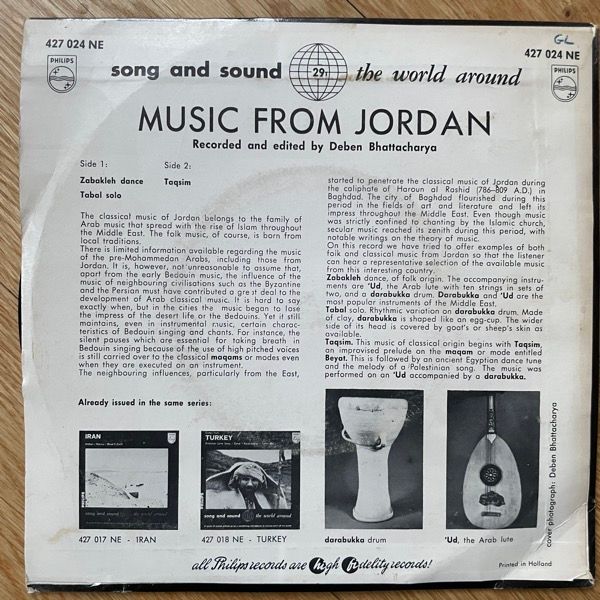 427 024 NE
GL
427 024 NE
PHILIPS
song and sound 29 the world around
PHILIPS
MUSIC FROM JORDAN
Recorded and edited by Deben Bhattacharya
Side 1:
Zabakleh dance
Tabal solo
Side 2:
Taqsim
The classical music of Jordan belongs to the family of
Arab music that spread with the rise of Islam throughout
the Middle East. The folk music, of course, is born from
local traditions.
There is limited information available regarding the music
of the pre-Mohammedan Arabs, including those from
Jordan. It is, however, not unreasonable to assume that,
apart from the early Bedouin music, the influence of the
music of neighbouring civilisations such as the Byzantine
and the Persian must have contributed a great deal to the
development of Arab classical music. It is hard to say
exactly when, but in the cities the music began to lose
the impress of the desert life or the Bedouins. Yet it still
maintains, even in instrumental music, certain charac-
teristics of Bedouin singing and chants. For instance, the
silent pauses which are essential for taking breath in
Bedouin singing because of the use of high pitched voices
is still carried over to the classical maqams or modes even
when they are executed on an instrument.
The neighbouring influences, particularly from the East,
started to penetrate the classical music of Jordan during
the caliphate of Haroun al Rashid (786–809 A.D.) in
Baghdad. The city of Baghdad flourished during this
period in the fields of art and literature and left its
impress throughout the Middle East. Even though music
was strictly confined to chanting by the Islamic church,
secular music reached its zenith during this period, with
notable writings on the theory of music.
On this record we have tried to offer examples of both
folk and classical music from Jordan so that the listener
can hear a representative selection of the available music
from this interesting country.
Zabakleh dance, of folk origin. The accompanying instru-
ments are 'Ud, the Arab lute with ten strings in sets of
two, and a darabukka drum. Darabukka and 'Ud are the
most popular instruments of the Middle East.
Tabal solo. Rhythmic variation on darabukka drum. Made
of clay, darabukka is shaped like an egg-cup. The wider
side of its head is covered by goat's or sheep's skin as
available.
Taqsim. This music of classical origin begins with Taqsim,
an improvised prelude on the maqam or mode entitled
Beyat. This is followed by an ancient Egyptian dance tune
and the melody of a Palestinian song. The music was
performed on an 'Ud accompanied by a darabukka.
Already issued in the same series:
IRAN
song and sound the world around
427 017 NE - IRAN
TURKEY
song and sound the world around
427 018 NE - TURKEY
darabukka drum
'Ud, the Arab lute
cover photograph: Deben Bhattacharya
all Philips records are high fidelity records!
Printed in Holland